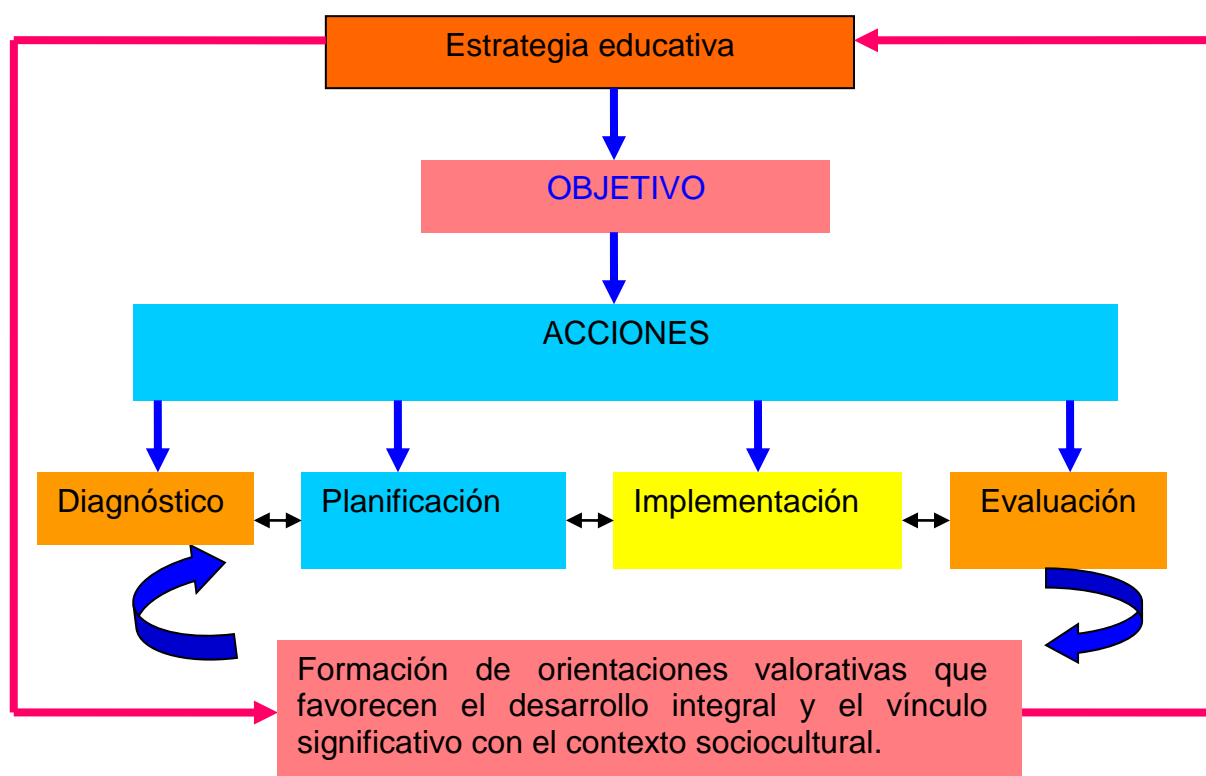 Estrategia educativa
OBJETIVO
ACCIONES
Diagnóstico
Planificación
Implementación
Evaluación
Formación de orientaciones valorativas que
favorecen el desarrollo integral y el vínculo
significativo con el contexto sociocultural.